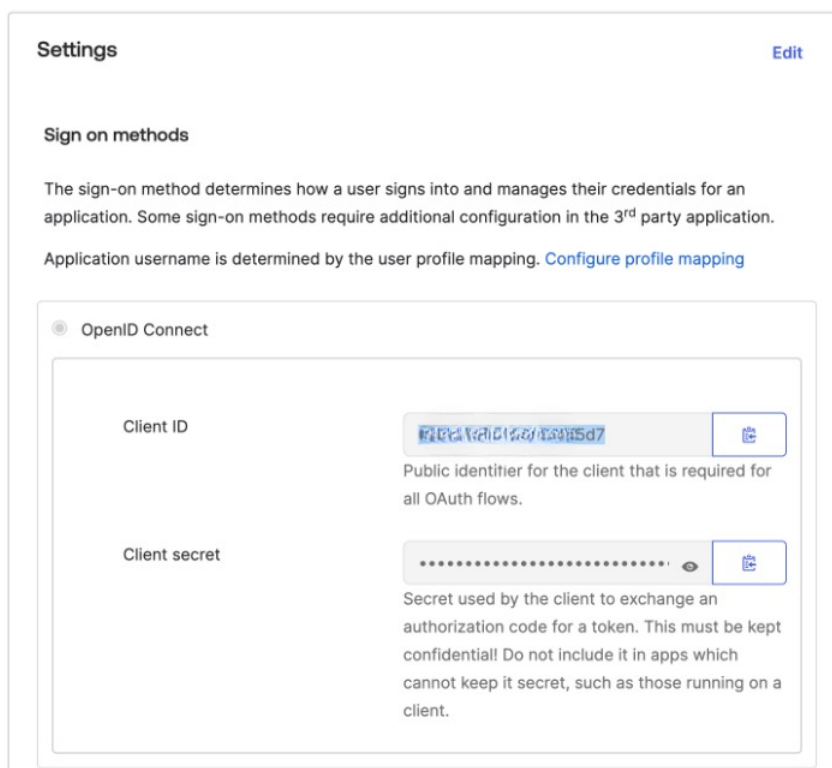 Settings
Edit
Sign on methods
The sign-on method determines how a user signs into and manages their credentials for an
application. Some sign-on methods require additional configuration in the 3rd party application.
Application username is determined by the user profile mapping. Configure profile mapping
OpenID Connect
Client ID
Public identifier for the client that is required for
all OAuth flows.
Client secret
Secret used by the client to exchange an
authorization code for a token. This must be kept
confidential! Do not include it in apps which
cannot keep it secret, such as those running on a
client.